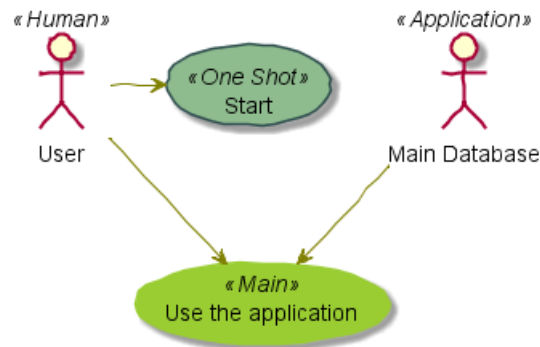 «Human»
User
«One Shot»
Start
«Application»
Main Database
«Main»
Use the application